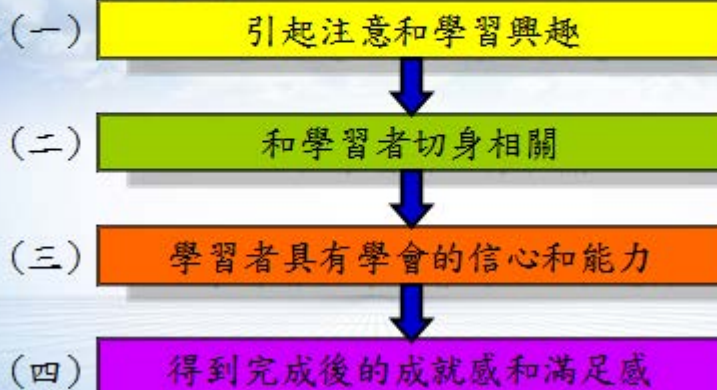 (一) 引起注意和學習興趣
(二) 和學習者切身相關
(三) 學習者具有學會的信心和能力
(四) 得到完成後的成就感和滿足感